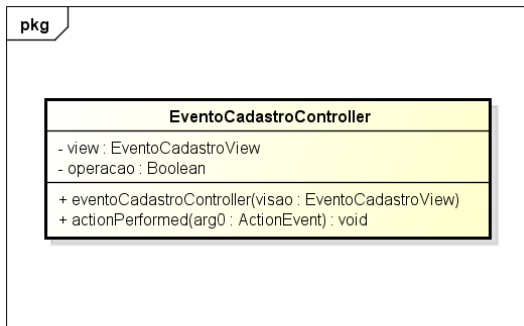 pkg
EventoCadastroController
- view : EventoCadastroView
- operacao : Boolean
+ eventoCadastroController(visao : EventoCadastroView)
+ actionPerformed(arg0 : ActionEvent) : void